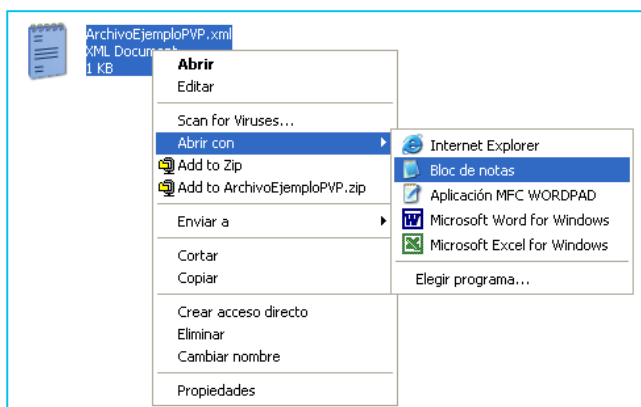 ArchivoEjemploPVP.xml
XML Document
1 KB
Abrir
Editar
Scan for Viruses...
Abrir con
Add to Zip
Add to ArchivoEjemploPVP.zip
Enviar a
Cortar
Copiar
Crear acceso directo
Eliminar
Cambiar nombre
Propiedades
Internet Explorer
Bloc de notas
Aplicación MFC WORDPAD
Microsoft Word for Windows
Microsoft Excel for Windows
Elegir programa...